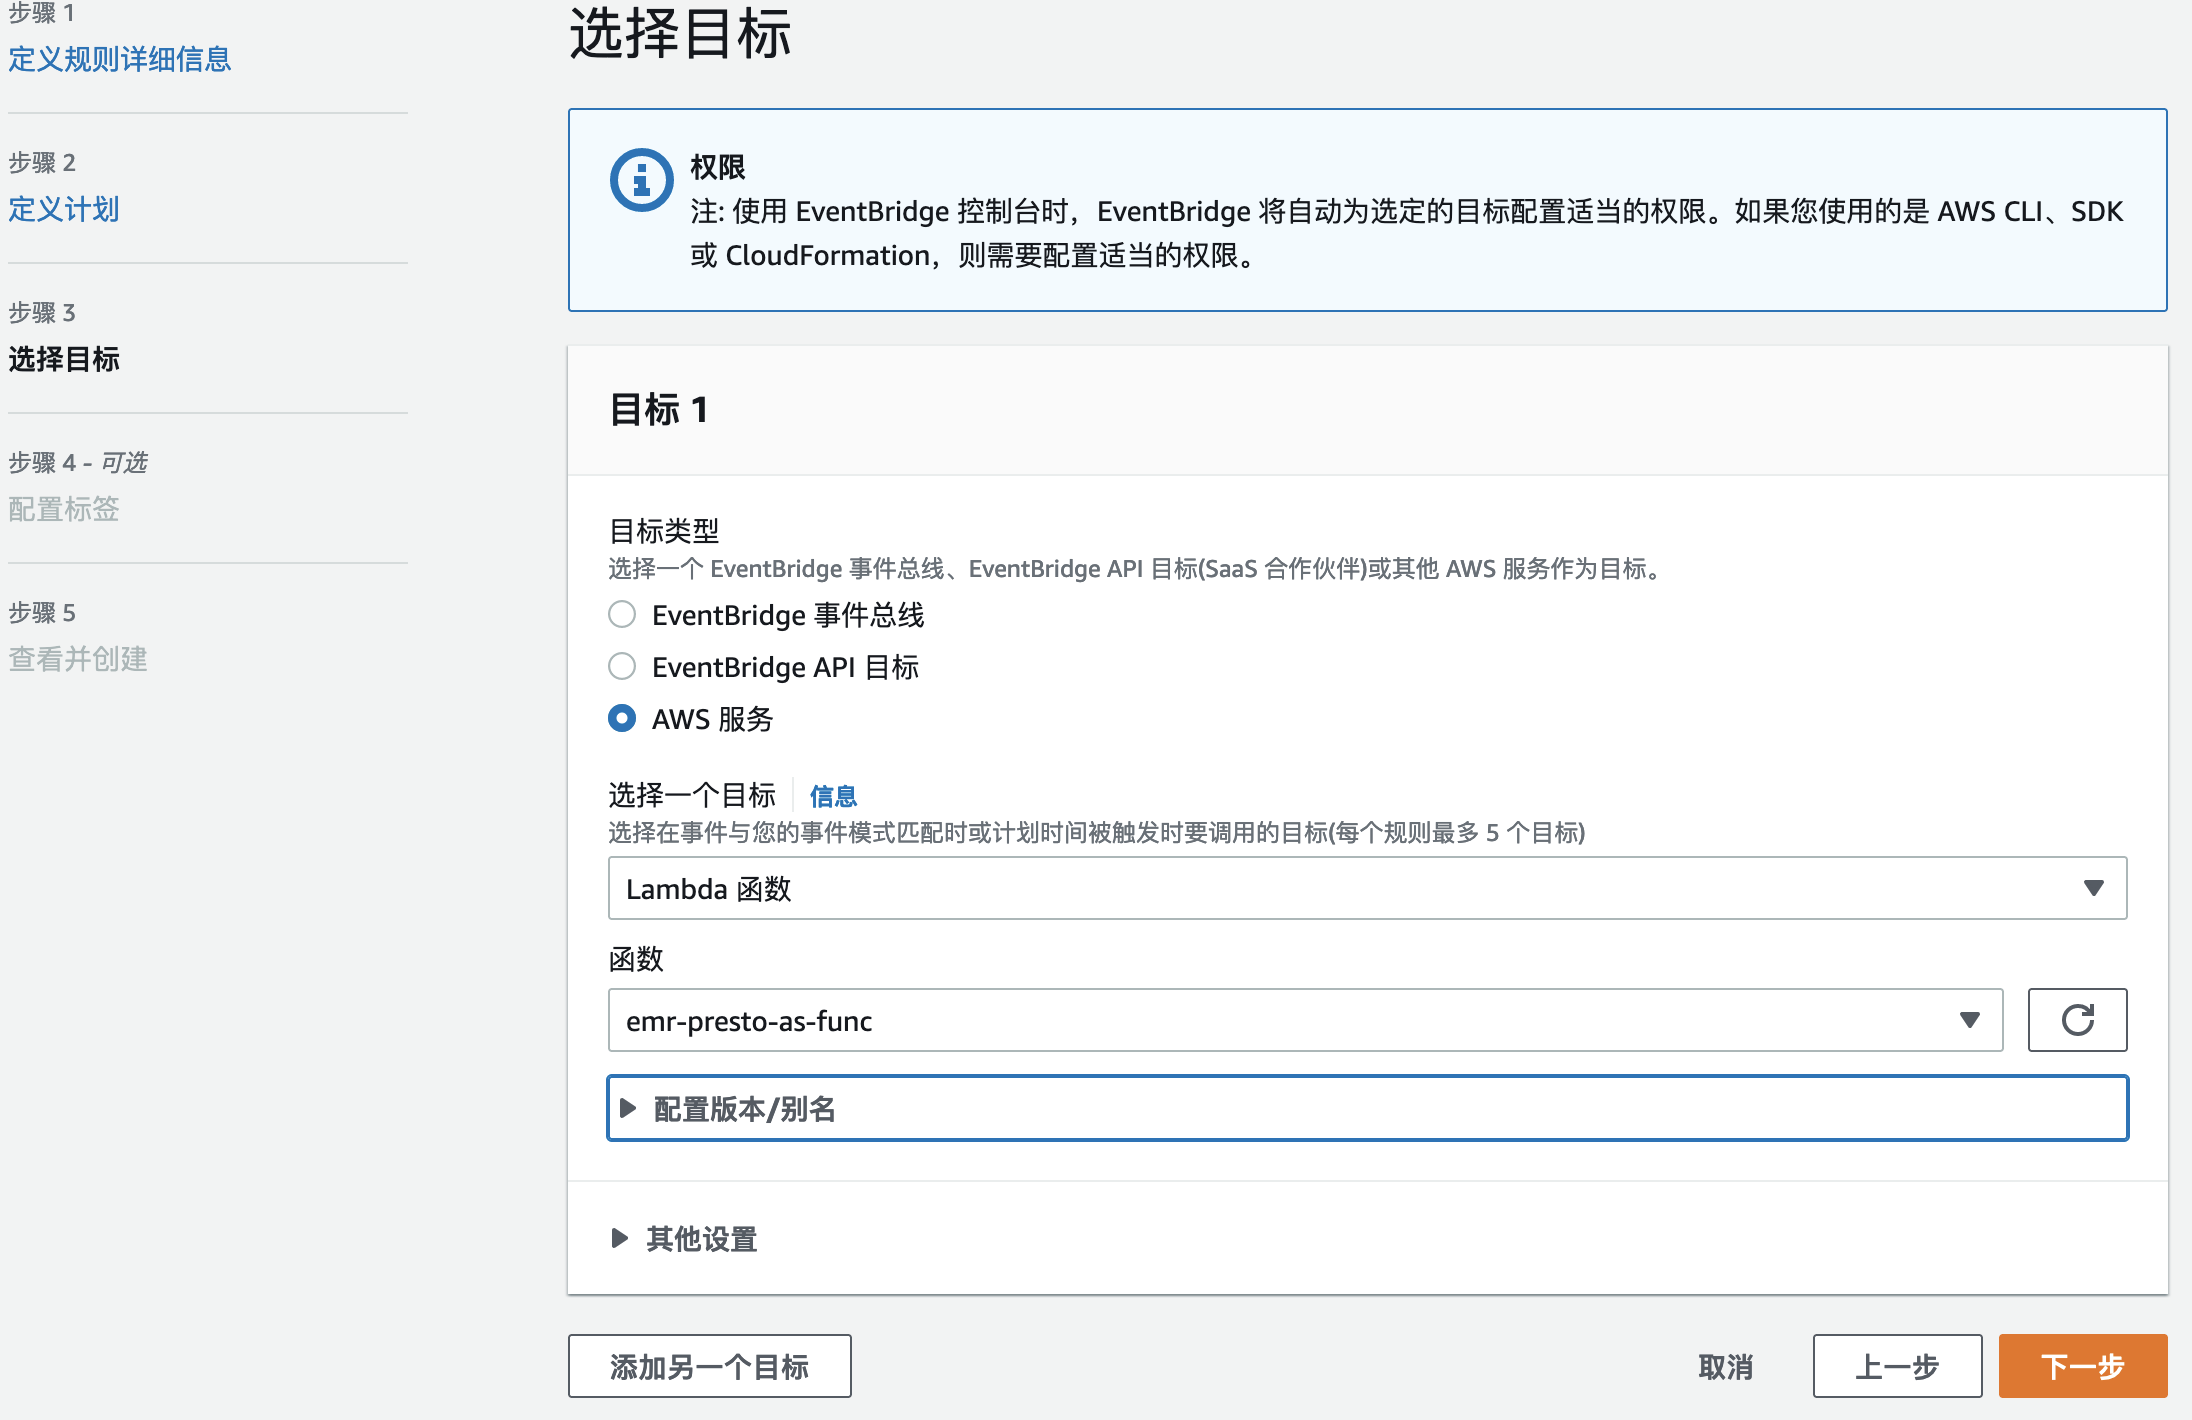 步骤 1
定义规则详细信息
步骤 2
定义计划
步骤 3
选择目标
步骤 4 - 可选
配置标签
步骤 5
查看并创建
选择目标
权限
注: 使用 EventBridge 控制台时，EventBridge 将自动为选定的目标配置适当的权限。如果您使用的是 AWS CLI、SDK
或 CloudFormation，则需要配置适当的权限。
目标 1
目标类型
选择一个 EventBridge 事件总线、EventBridge API 目标(SaaS 合作伙伴)或其他 AWS 服务作为目标。
EventBridge 事件总线
EventBridge API 目标
AWS 服务
选择一个目标 信息
选择在事件与您的事件模式匹配时或计划时间被触发时要调用的目标(每个规则最多 5 个目标)
Lambda 函数
函数
emr-presto-as-func
配置版本/别名
其他设置
添加另一个目标 取消 上一步 下一步